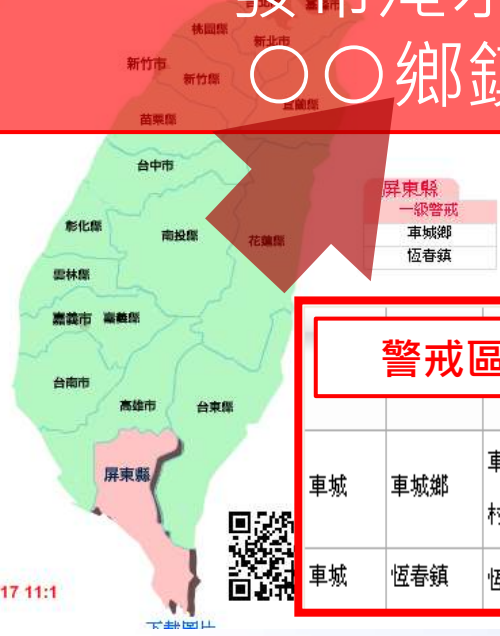 ○○鄉鎮
桃園縣
新北市
新竹市
新竹縣
宜蘭縣
苗栗縣
台中市
屏東縣
一級警戒
車城鄉
恆春鎮
彰化縣
南投縣
花蓮縣
雲林縣
嘉義市 嘉義縣
警戒區
台南市
高雄市
台東縣
屏東縣
車城 車城鄉
車城 恆春鎮
17 11:1
下載圖片